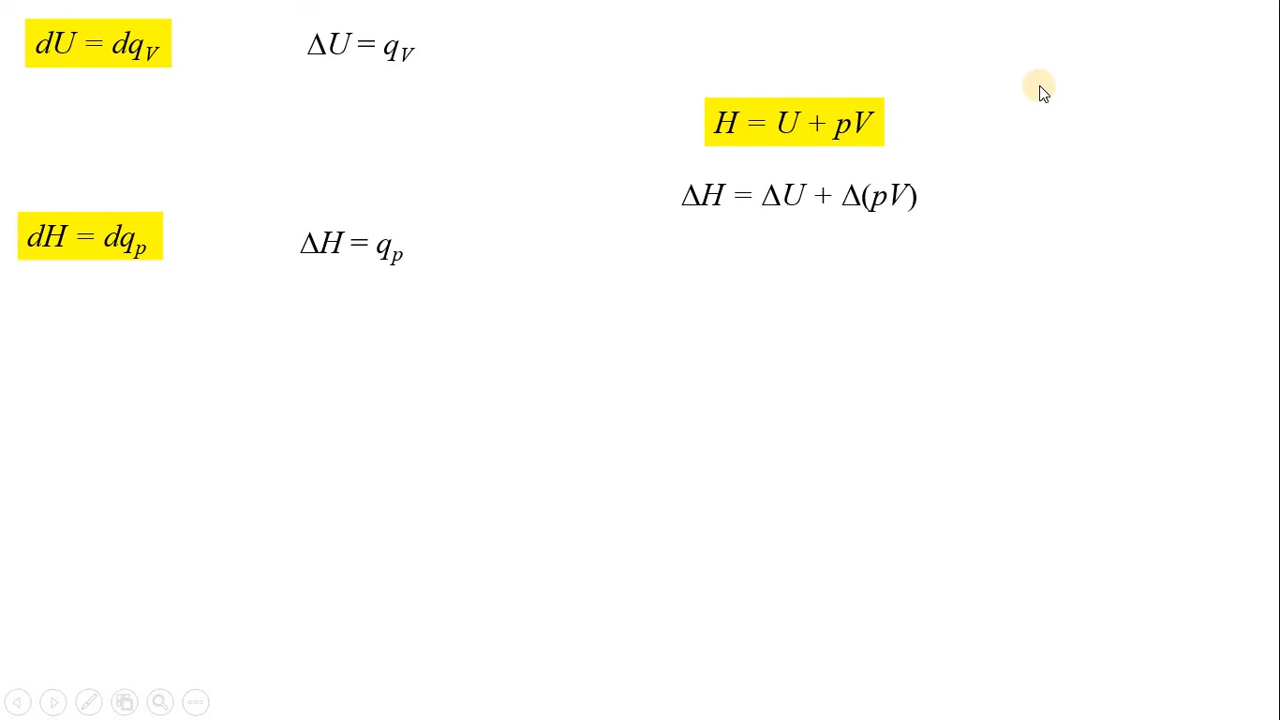 dU = dq_V
ΔU = q_V
H = U + pV
ΔH = ΔU + Δ(pV)
dH = dq_p
ΔH = q_p